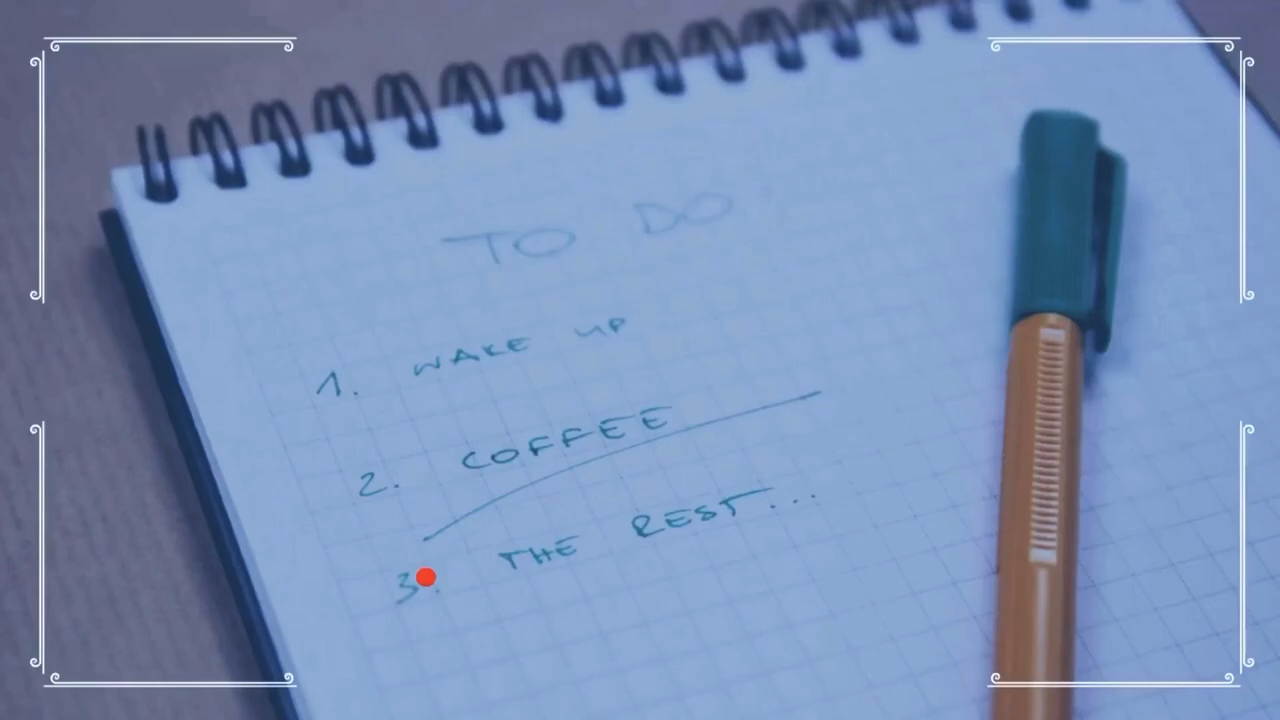 TO DO
1. WAKE UP
2. COFFEE
3. THE REST...